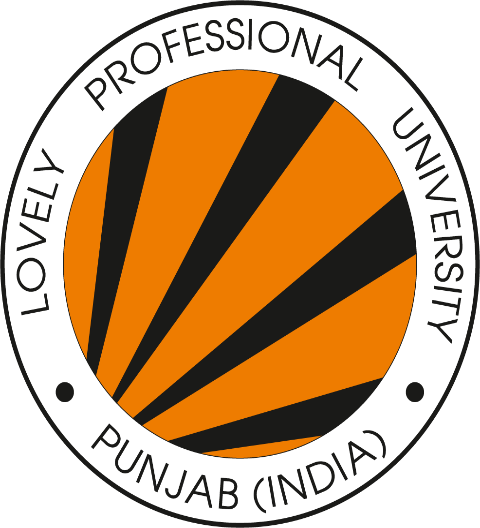 LOVELY PROFESSIONAL UNIVERSITY
PUNJAB (INDIA)